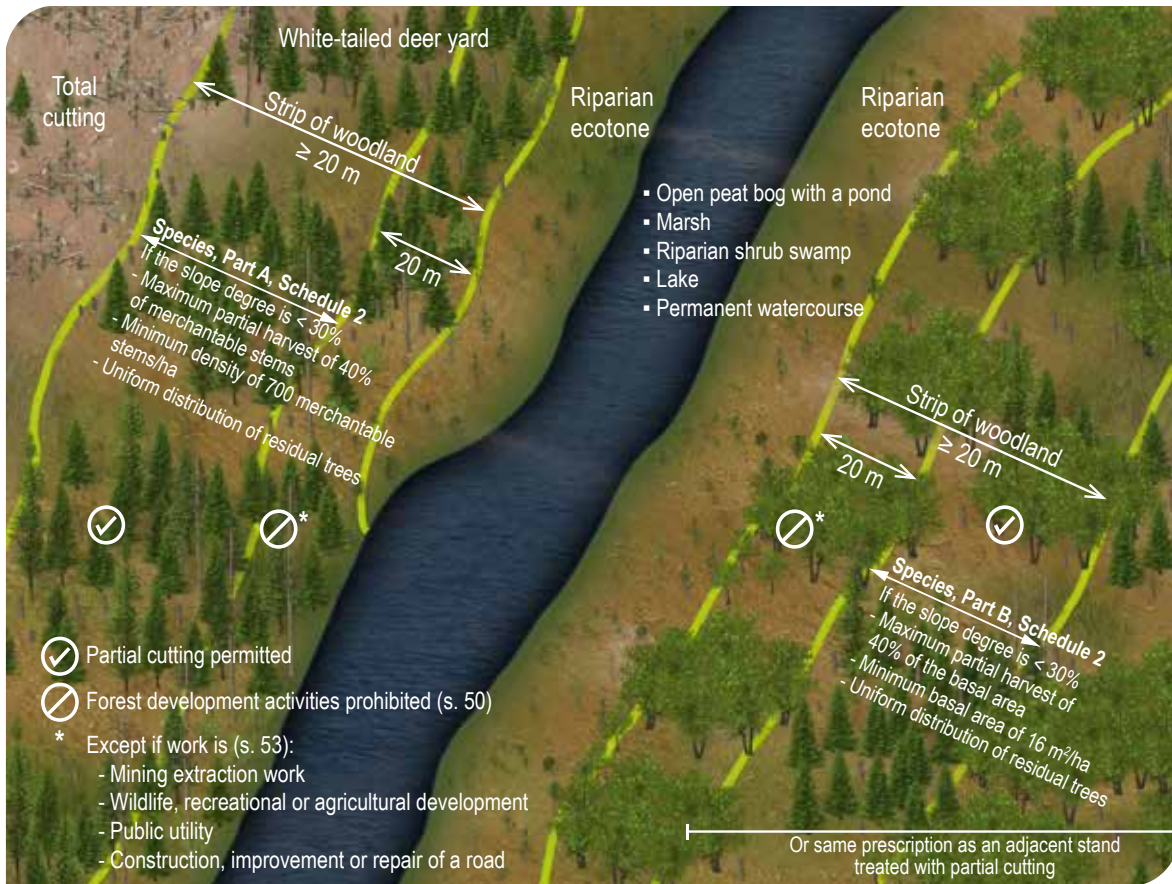 White-tailed deer yard
Total
cutting
Strip of woodland
≥ 20 m
20 m
Riparian
ecotone
Riparian
ecotone
▪ Open peat bog with a pond
▪ Marsh
▪ Riparian shrub swamp
▪ Lake
▪ Permanent watercourse
Species, Part A, Schedule 2
If the slope degree is < 30%
- Maximum partial harvest of 40%
of merchantable stems
- Minimum density of 700 merchantable
stems/ha
- Uniform distribution of residual trees
*
Strip of woodland
≥ 20 m
20 m
*
Species, Part B, Schedule 2
If the slope degree is < 30%
- Maximum partial harvest of
40% of the basal area
- Minimum basal area of 16 m²/ha
- Uniform distribution of residual trees
Partial cutting permitted
Forest development activities prohibited (s. 50)
* Except if work is (s. 53):
- Mining extraction work
- Wildlife, recreational or agricultural development
- Public utility
- Construction, improvement or repair of a road
Or same prescription as an adjacent stand
treated with partial cutting